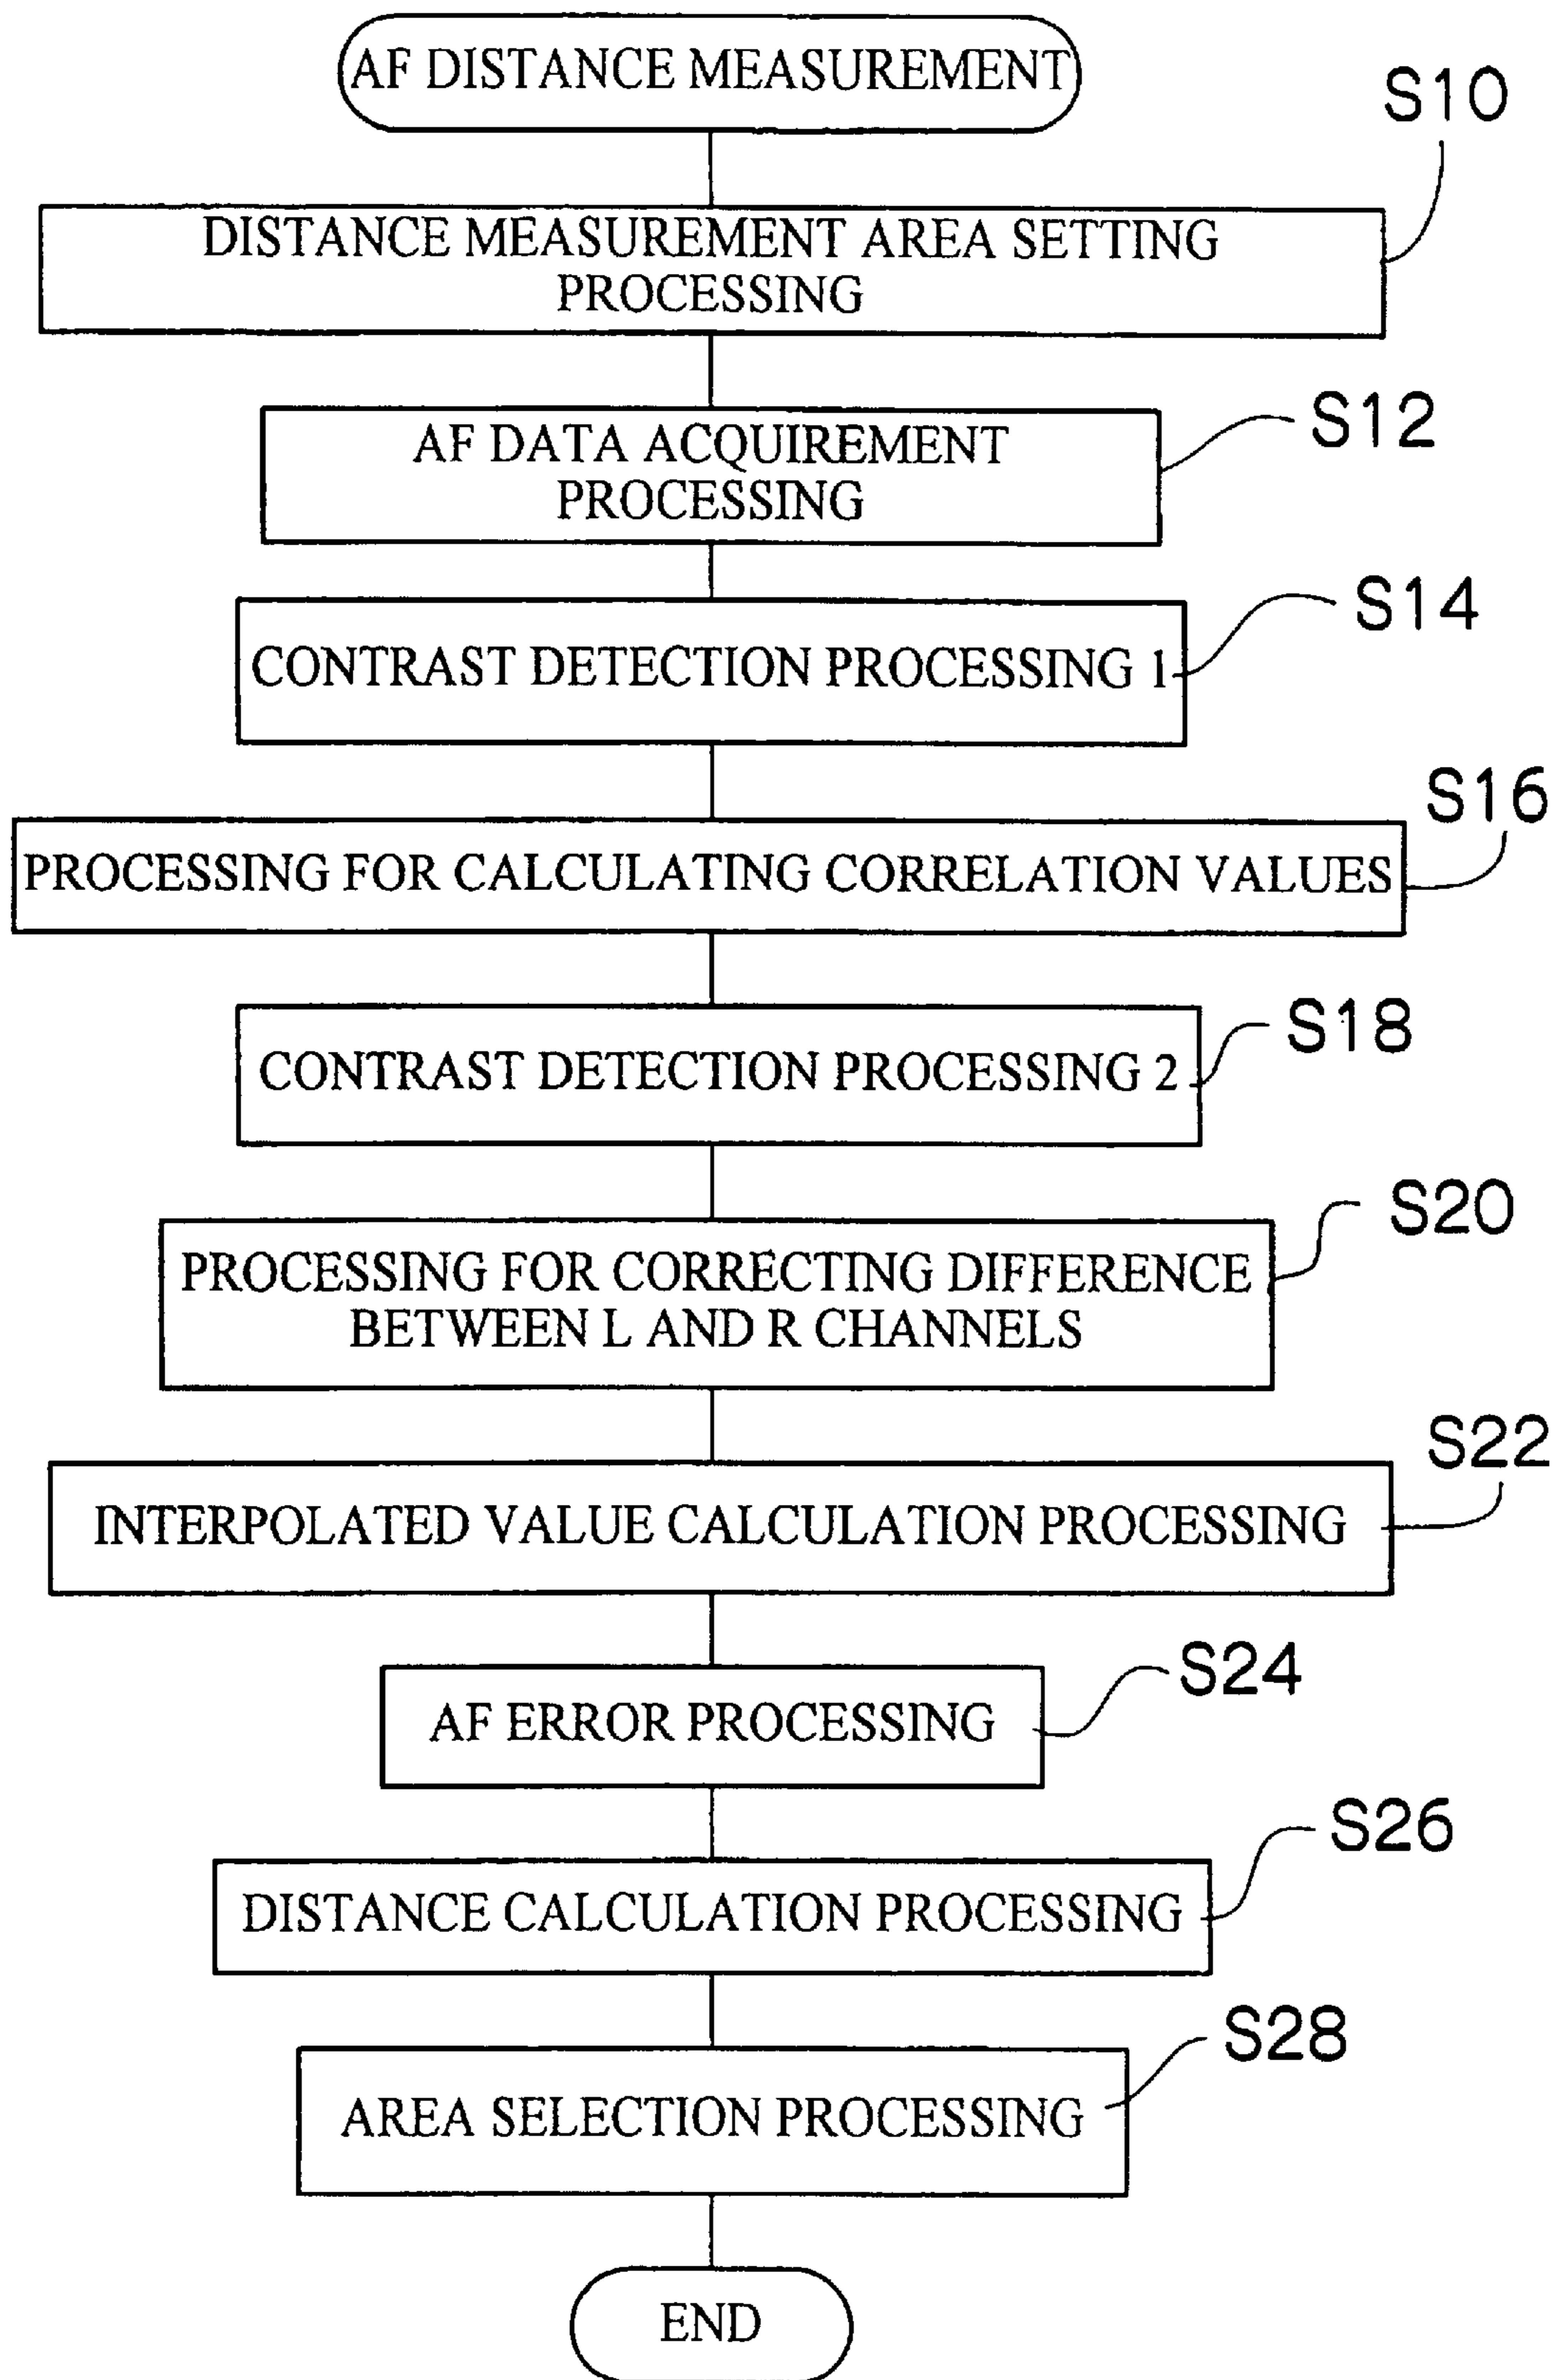 AF DISTANCE MEASUREMENT
S10
DISTANCE MEASUREMENT AREA SETTING
PROCESSING
S12
AF DATA ACQUIREMENT
PROCESSING
S14
CONTRAST DETECTION PROCESSING 1
S16
PROCESSING FOR CALCULATING CORRELATION VALUES
S18
CONTRAST DETECTION PROCESSING 2
S20
PROCESSING FOR CORRECTING DIFFERENCE
BETWEEN L AND R CHANNELS
S22
INTERPOLATED VALUE CALCULATION PROCESSING
S24
AF ERROR PROCESSING
S26
DISTANCE CALCULATION PROCESSING
S28
AREA SELECTION PROCESSING
END